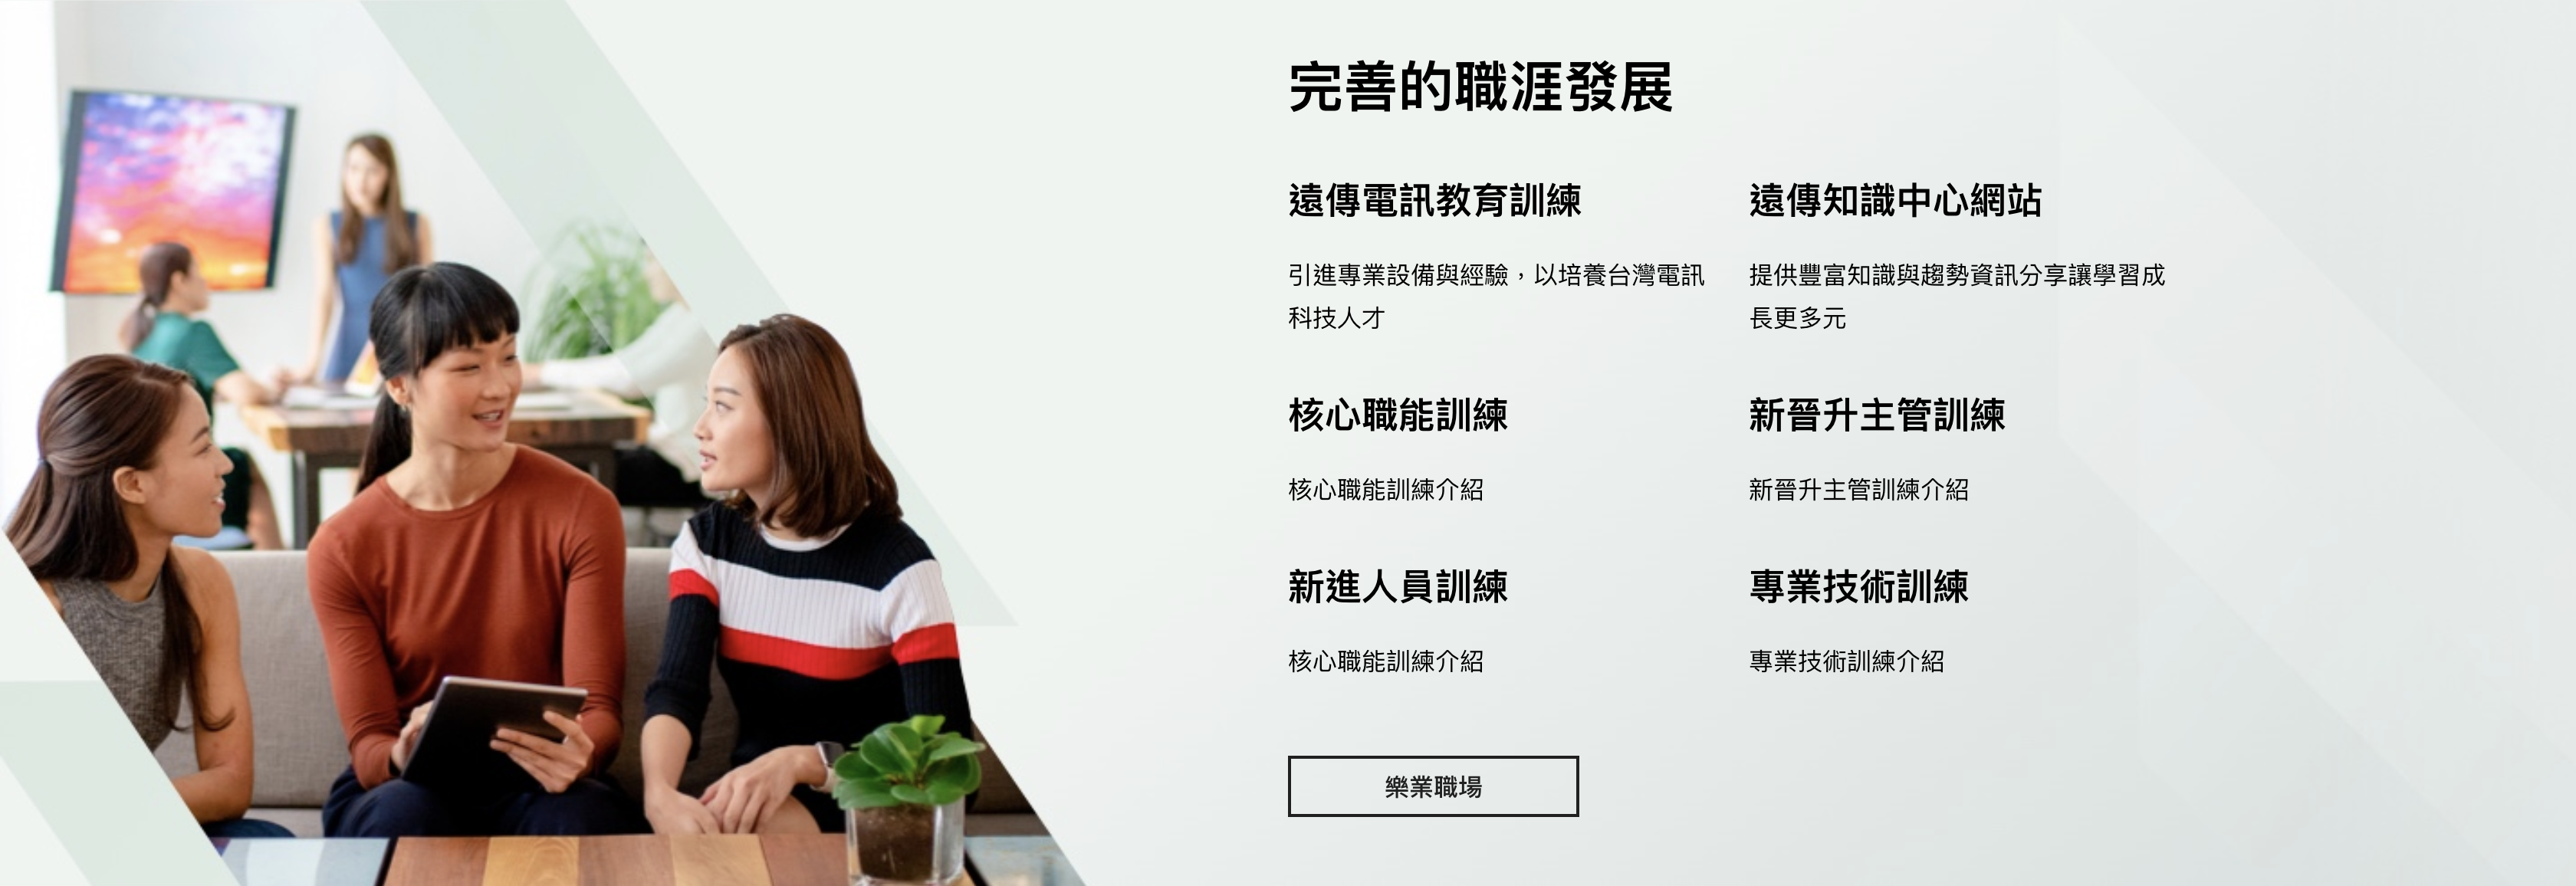 完善的職涯發展
遠傳電訊教育訓練
引進專業設備與經驗，以培養台灣電訊
科技人才
遠傳知識中心網站
提供豐富知識與趨勢資訊分享讓學習成
長更多元
核心職能訓練
核心職能訓練介紹
新晉升主管訓練
新晉升主管訓練介紹
新進人員訓練
核心職能訓練介紹
專業技術訓練
專業技術訓練介紹
樂業職場